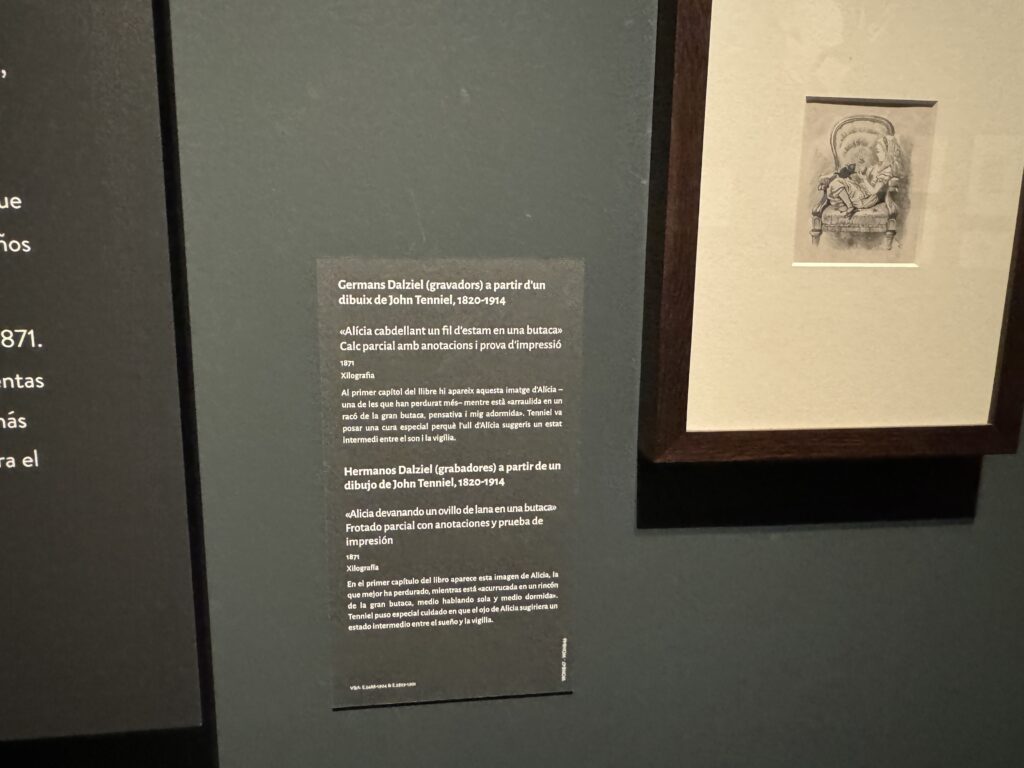 ,
ue
ños
871.
entas
más
ra el
Germans Dalziel (gravadors) a partir d'un
dibuix de John Tenniel, 1820-1914
«Alícia cabdellant un fil d'estam en una butaca»
Calc parcial amb anotacions i prova d'impressió
1871
Xilografia
Al primer capítol del llibre hi apareix aquesta imatge d'Alícia –
una de les que han perdurat més– mentre està «arraulida en un
racó de la gran butaca, pensativa i mig adormida». Tenniel va
posar una cura especial perquè l'ull d'Alícia suggerís un estat
intermedi entre el son i la vigília.
Hermanos Dalziel (grabadores) a partir de un
dibujo de John Tenniel, 1820-1914
«Alicia devanando un ovillo de lana en una butaca»
Frotado parcial con anotaciones y prueba de
impresión
1871
Xilografía
En el primer capítulo del libro aparece esta imagen de Alicia, la
que mejor ha perdurado, mientras está «acurrucada en un rincón
de la gran butaca, medio hablando sola y medio dormida».
Tenniel puso especial cuidado en que el ojo de Alicia sugiriera un
estado intermedio entre el sueño y la vigilia.